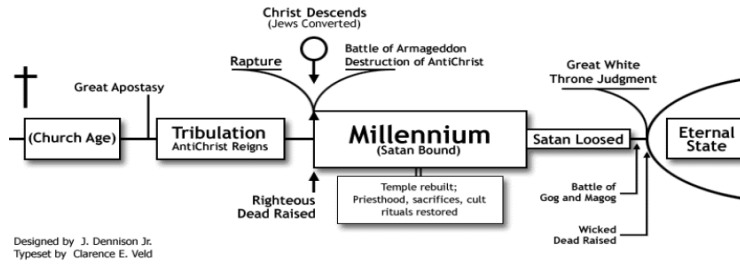 Christ Descends
(Jews Converted)
Rapture
Battle of Armageddon
Destruction of AntiChrist
Great White
Throne Judgment
Great Apostasy
(Church Age)
Tribulation
AntiChrist Reigns
Millennium
(Satan Bound)
Satan Loosed
Eternal
State
Righteous
Dead Raised
Temple rebuilt;
Priesthood, sacrifices, cult
rituals restored
Battle of
Gog and Magog
Wicked
Dead Raised
Designed by J. Dennison Jr.
Typeset by Clarence E. Veld